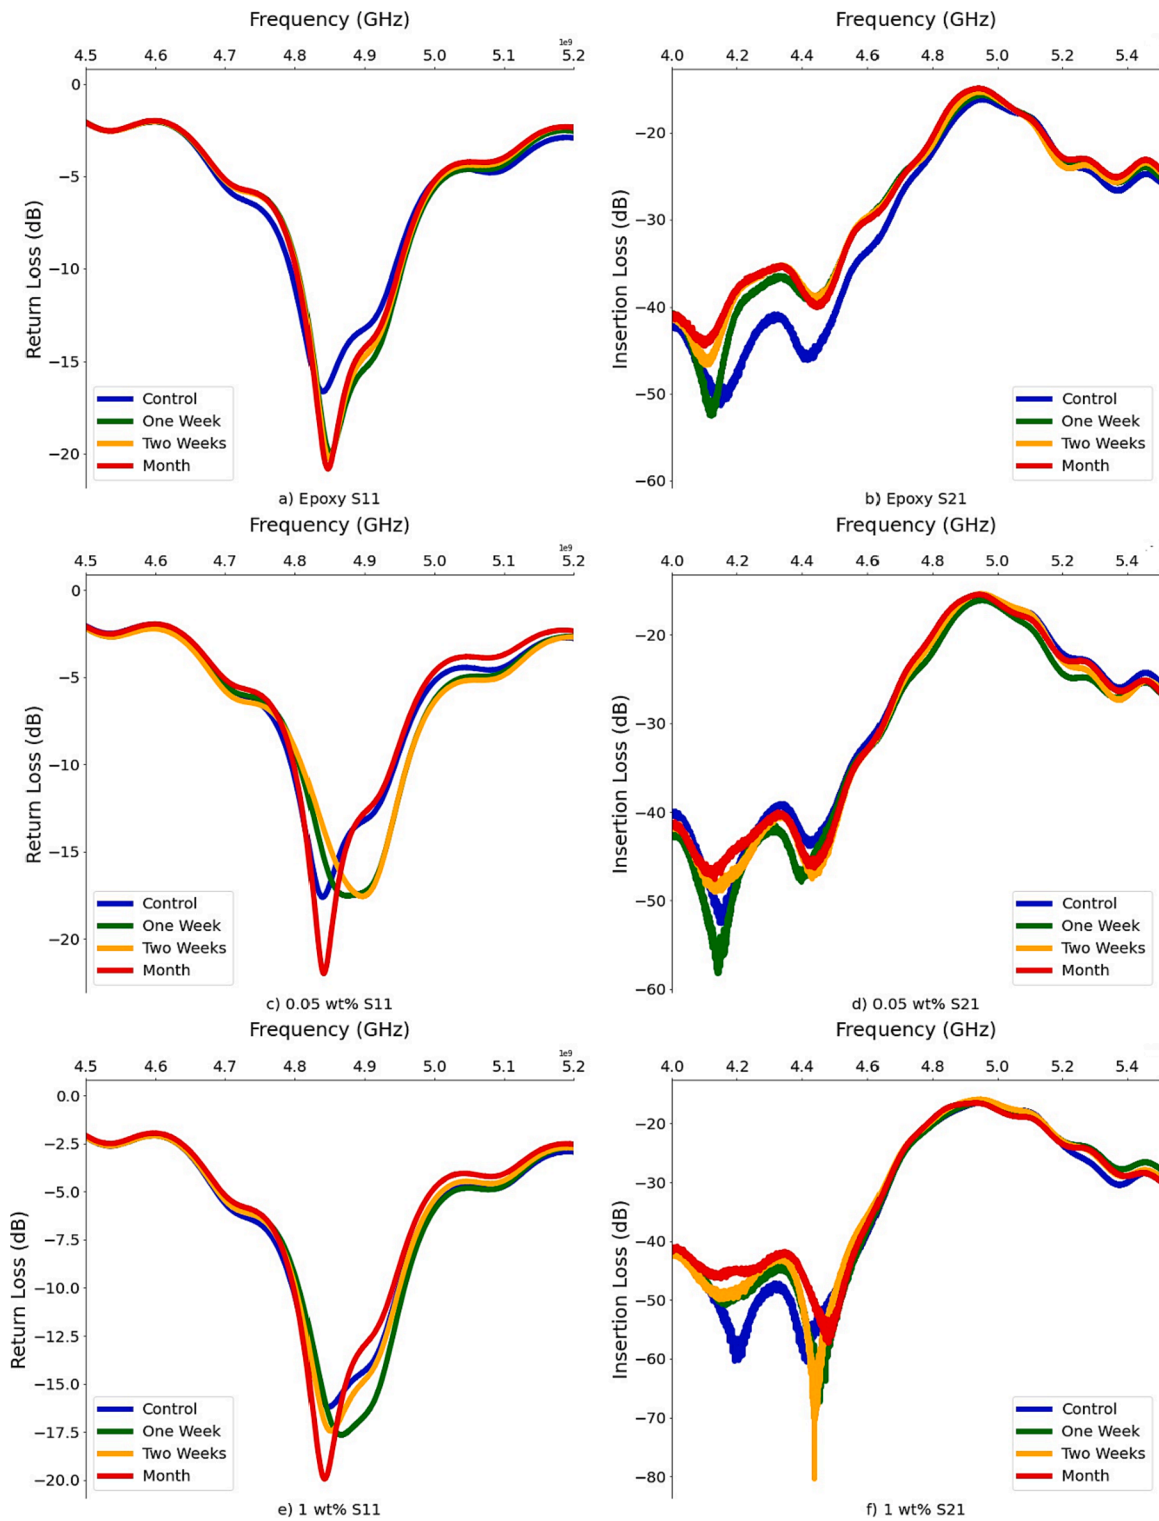 Frequency (GHz)
4.5 4.6 4.7 4.8 4.9 5.0 5.1 5.2
1e9
0
−5
−10
−15
−20
Return Loss (dB)
Control
One Week
Two Weeks
Month
a) Epoxy S11
Frequency (GHz)
4.0 4.2 4.4 4.6 4.8 5.0 5.2 5.4
−20
−30
−40
−50
−60
Insertion Loss (dB)
Control
One Week
Two Weeks
Month
b) Epoxy S21
Frequency (GHz)
4.5 4.6 4.7 4.8 4.9 5.0 5.1 5.2
1e9
0
−5
−10
−15
−20
Return Loss (dB)
Control
One Week
Two Weeks
Month
c) 0.05 wt% S11
Frequency (GHz)
4.0 4.2 4.4 4.6 4.8 5.0 5.2 5.4
−20
−30
−40
−50
−60
Insertion Loss (dB)
Control
One Week
Two Weeks
Month
d) 0.05 wt% S21
Frequency (GHz)
4.5 4.6 4.7 4.8 4.9 5.0 5.1 5.2
1e9
0.0
−2.5
−5.0
−7.5
−10.0
−12.5
−15.0
−17.5
−20.0
Return Loss (dB)
Control
One Week
Two Weeks
Month
e) 1 wt% S11
Frequency (GHz)
4.0 4.2 4.4 4.6 4.8 5.0 5.2 5.4
−20
−30
−40
−50
−60
−70
−80
Insertion Loss (dB)
Control
One Week
Two Weeks
Month
f) 1 wt% S21